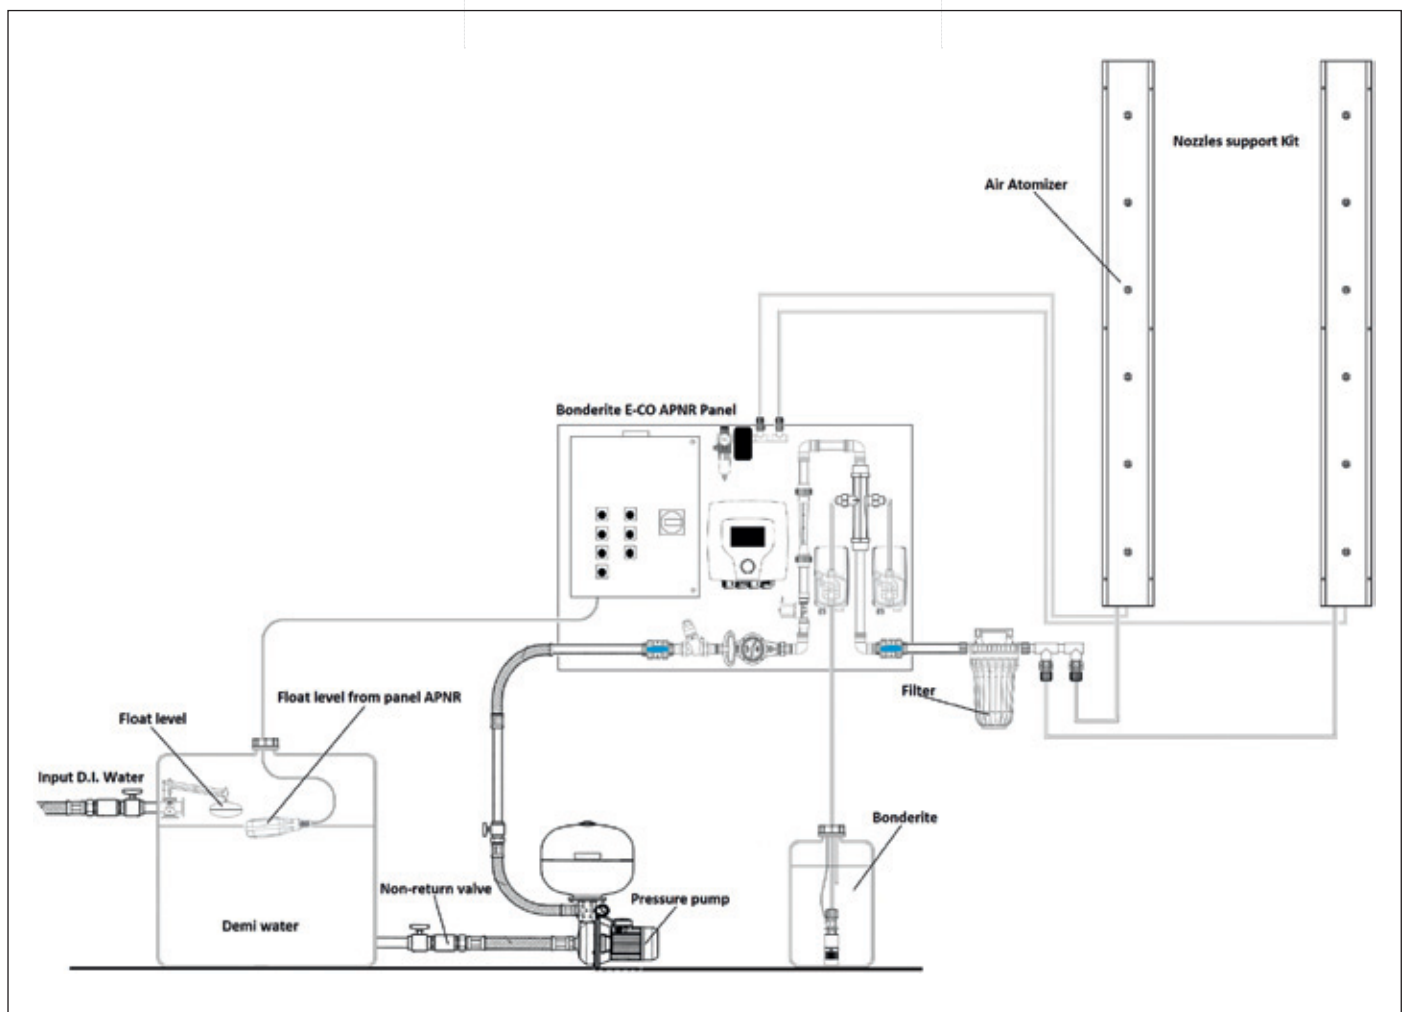 Nozzles support Kit
Air Atomizer
Bonderite E-CO APNR Panel
Float level from panel APNR
Filter
Float level
Input D.I. Water
Bonderite
Non-return valve
Pressure pump
Demi water